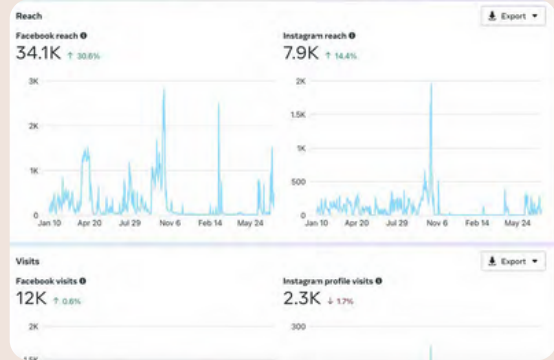 Reach
Export
Facebook reach
34.1K ↑ 30.6%
Instagram reach
7.9K ↑ 14.4%
3K
2K
1K
0
Jan 10 Apr 20 Jul 29 Nov 6 Feb 14 May 24
2K
1.5K
1K
500
0
Jan 10 Apr 20 Jul 29 Nov 6 Feb 14 May 24
Visits
Export
Facebook visits
12K ↑ 0.6%
Instagram profile visits
2.3K ↓ 1.7%
2K
1.5K
300